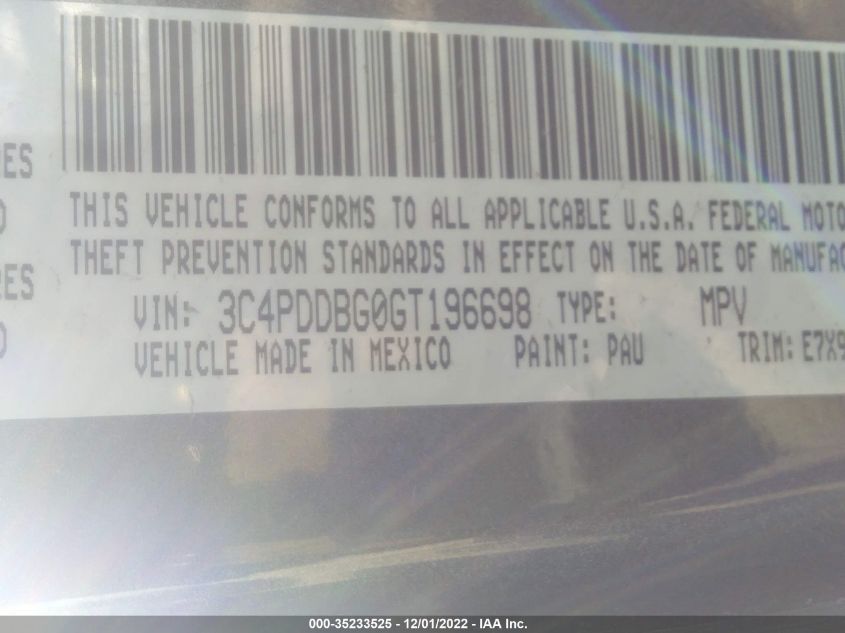 ES
THIS VEHICLE CONFORMS TO ALL APPLICABLE U.S.A. FEDERAL MOTO
THEFT PREVENTION STANDARDS IN EFFECT ON THE DATE OF MANUFAC
RES
VIN: 3C4PDDBG0GT196698 TYPE: MPV
VEHICLE MADE IN MEXICO PAINT: PAU TRIM: E7X9
000-35233525 - 12/01/2022 - IAA Inc.